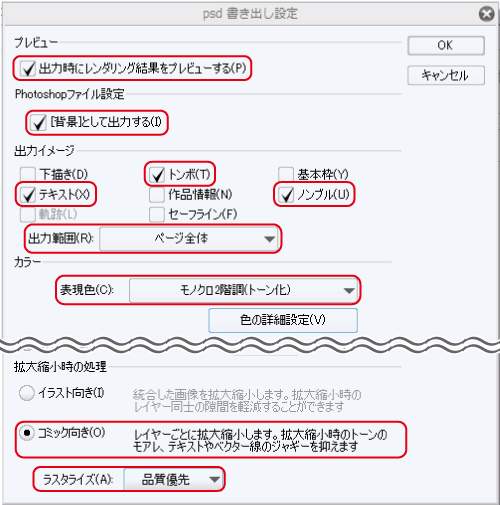 psd 書き出し設定
プレビュー
OK
出力時にレンダリング結果をプレビューする(P)
キャンセル
Photoshopファイル設定
[背景]として出力する(I)
出力イメージ
下描き(D) トンボ(T) 基本枠(Y)
テキスト(X) 作品情報(N) ノンブル(U)
軌跡(L) セーフライン(F)
出力範囲(R): ページ全体
カラー
表現色(C): モノクロ2階調(トーン化)
色の詳細設定(V)
拡大縮小時の処理
イラスト向き(I) 統合した画像を拡大縮小します。拡大縮小時の
レイヤー同士の隙間を軽減することができます
コミック向き(O) レイヤーごとに拡大縮小します。拡大縮小時のトーンの
モアレ、テキストやベクター線のジャギーを抑えます
ラスタライズ(A): 品質優先